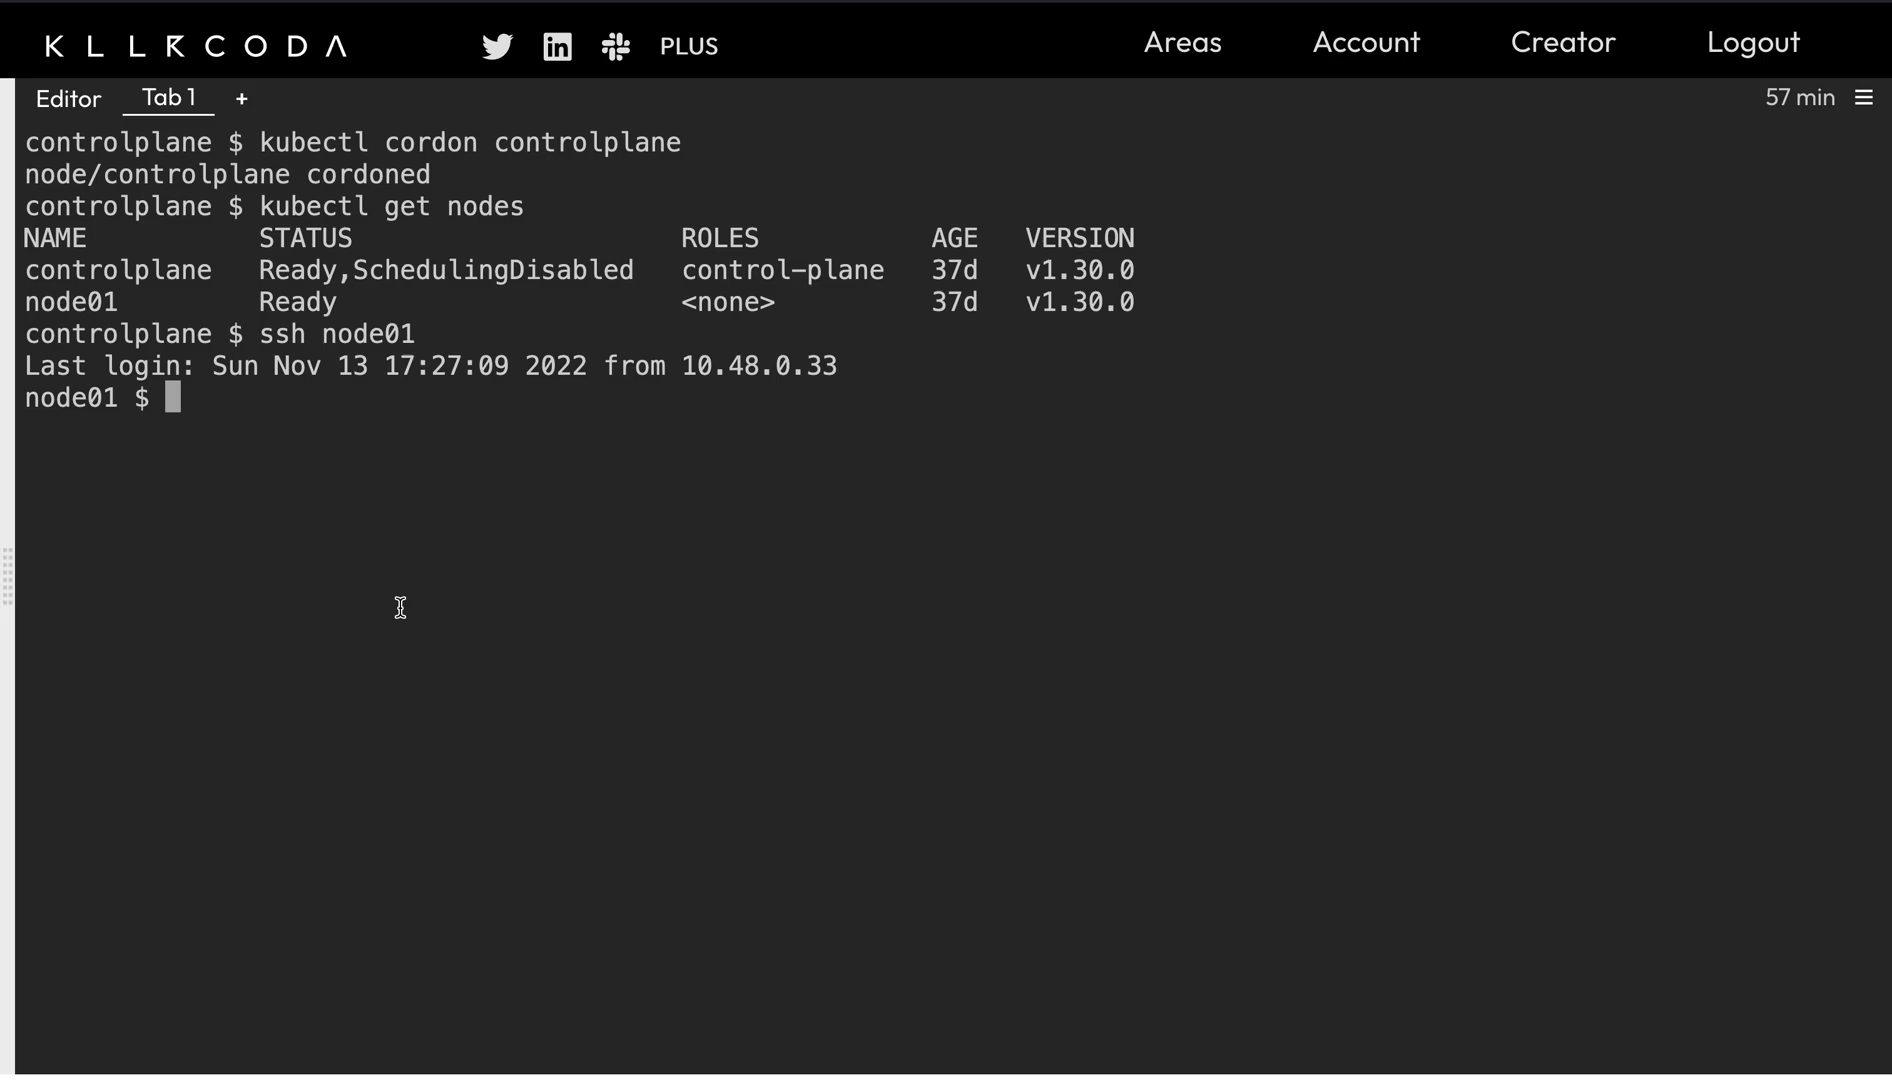 KILLERCODA PLUS Areas Account Creator Logout
Editor Tab 1 + 57 min
controlplane $ kubectl cordon controlplane
node/controlplane cordoned
controlplane $ kubectl get nodes
NAME STATUS ROLES AGE VERSION
controlplane Ready,SchedulingDisabled control-plane 37d v1.30.0
node01 Ready <none> 37d v1.30.0
controlplane $ ssh node01
Last login: Sun Nov 13 17:27:09 2022 from 10.48.0.33
node01 $